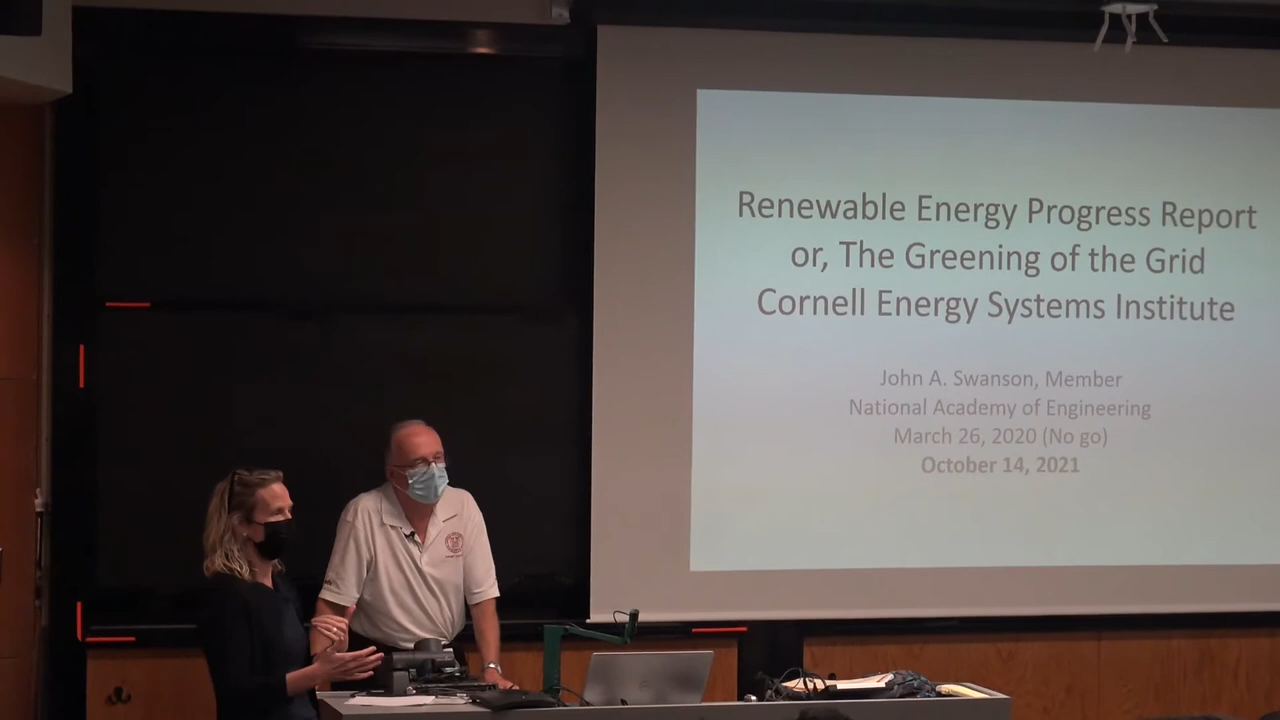 Renewable Energy Progress Report
or, The Greening of the Grid
Cornell Energy Systems Institute
John A. Swanson, Member
National Academy of Engineering
March 26, 2020 (No go)
October 14, 2021